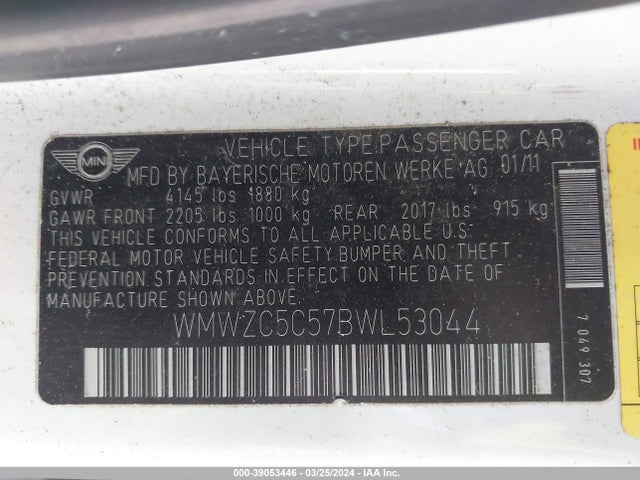 MINI
VEHICLE TYPE:PASSENGER CAR
MFD BY BAYERISCHE MOTOREN WERKE AG 01/11
GVWR 4145 lbs 1880 kg
GAWR FRONT 2205 lbs 1000 kg REAR 2017 lbs 915 kg
THIS VEHICLE CONFORMS TO ALL APPLICABLE U.S.
FEDERAL MOTOR VEHICLE SAFETY,BUMPER AND THEFT
PREVENTION STANDARDS IN EFFECT ON THE DATE OF
MANUFACTURE SHOWN ABOVE.
WMWZC5C57BWL53044
7 049 307
000-39053446 - 03/25/2024 - IAA Inc.